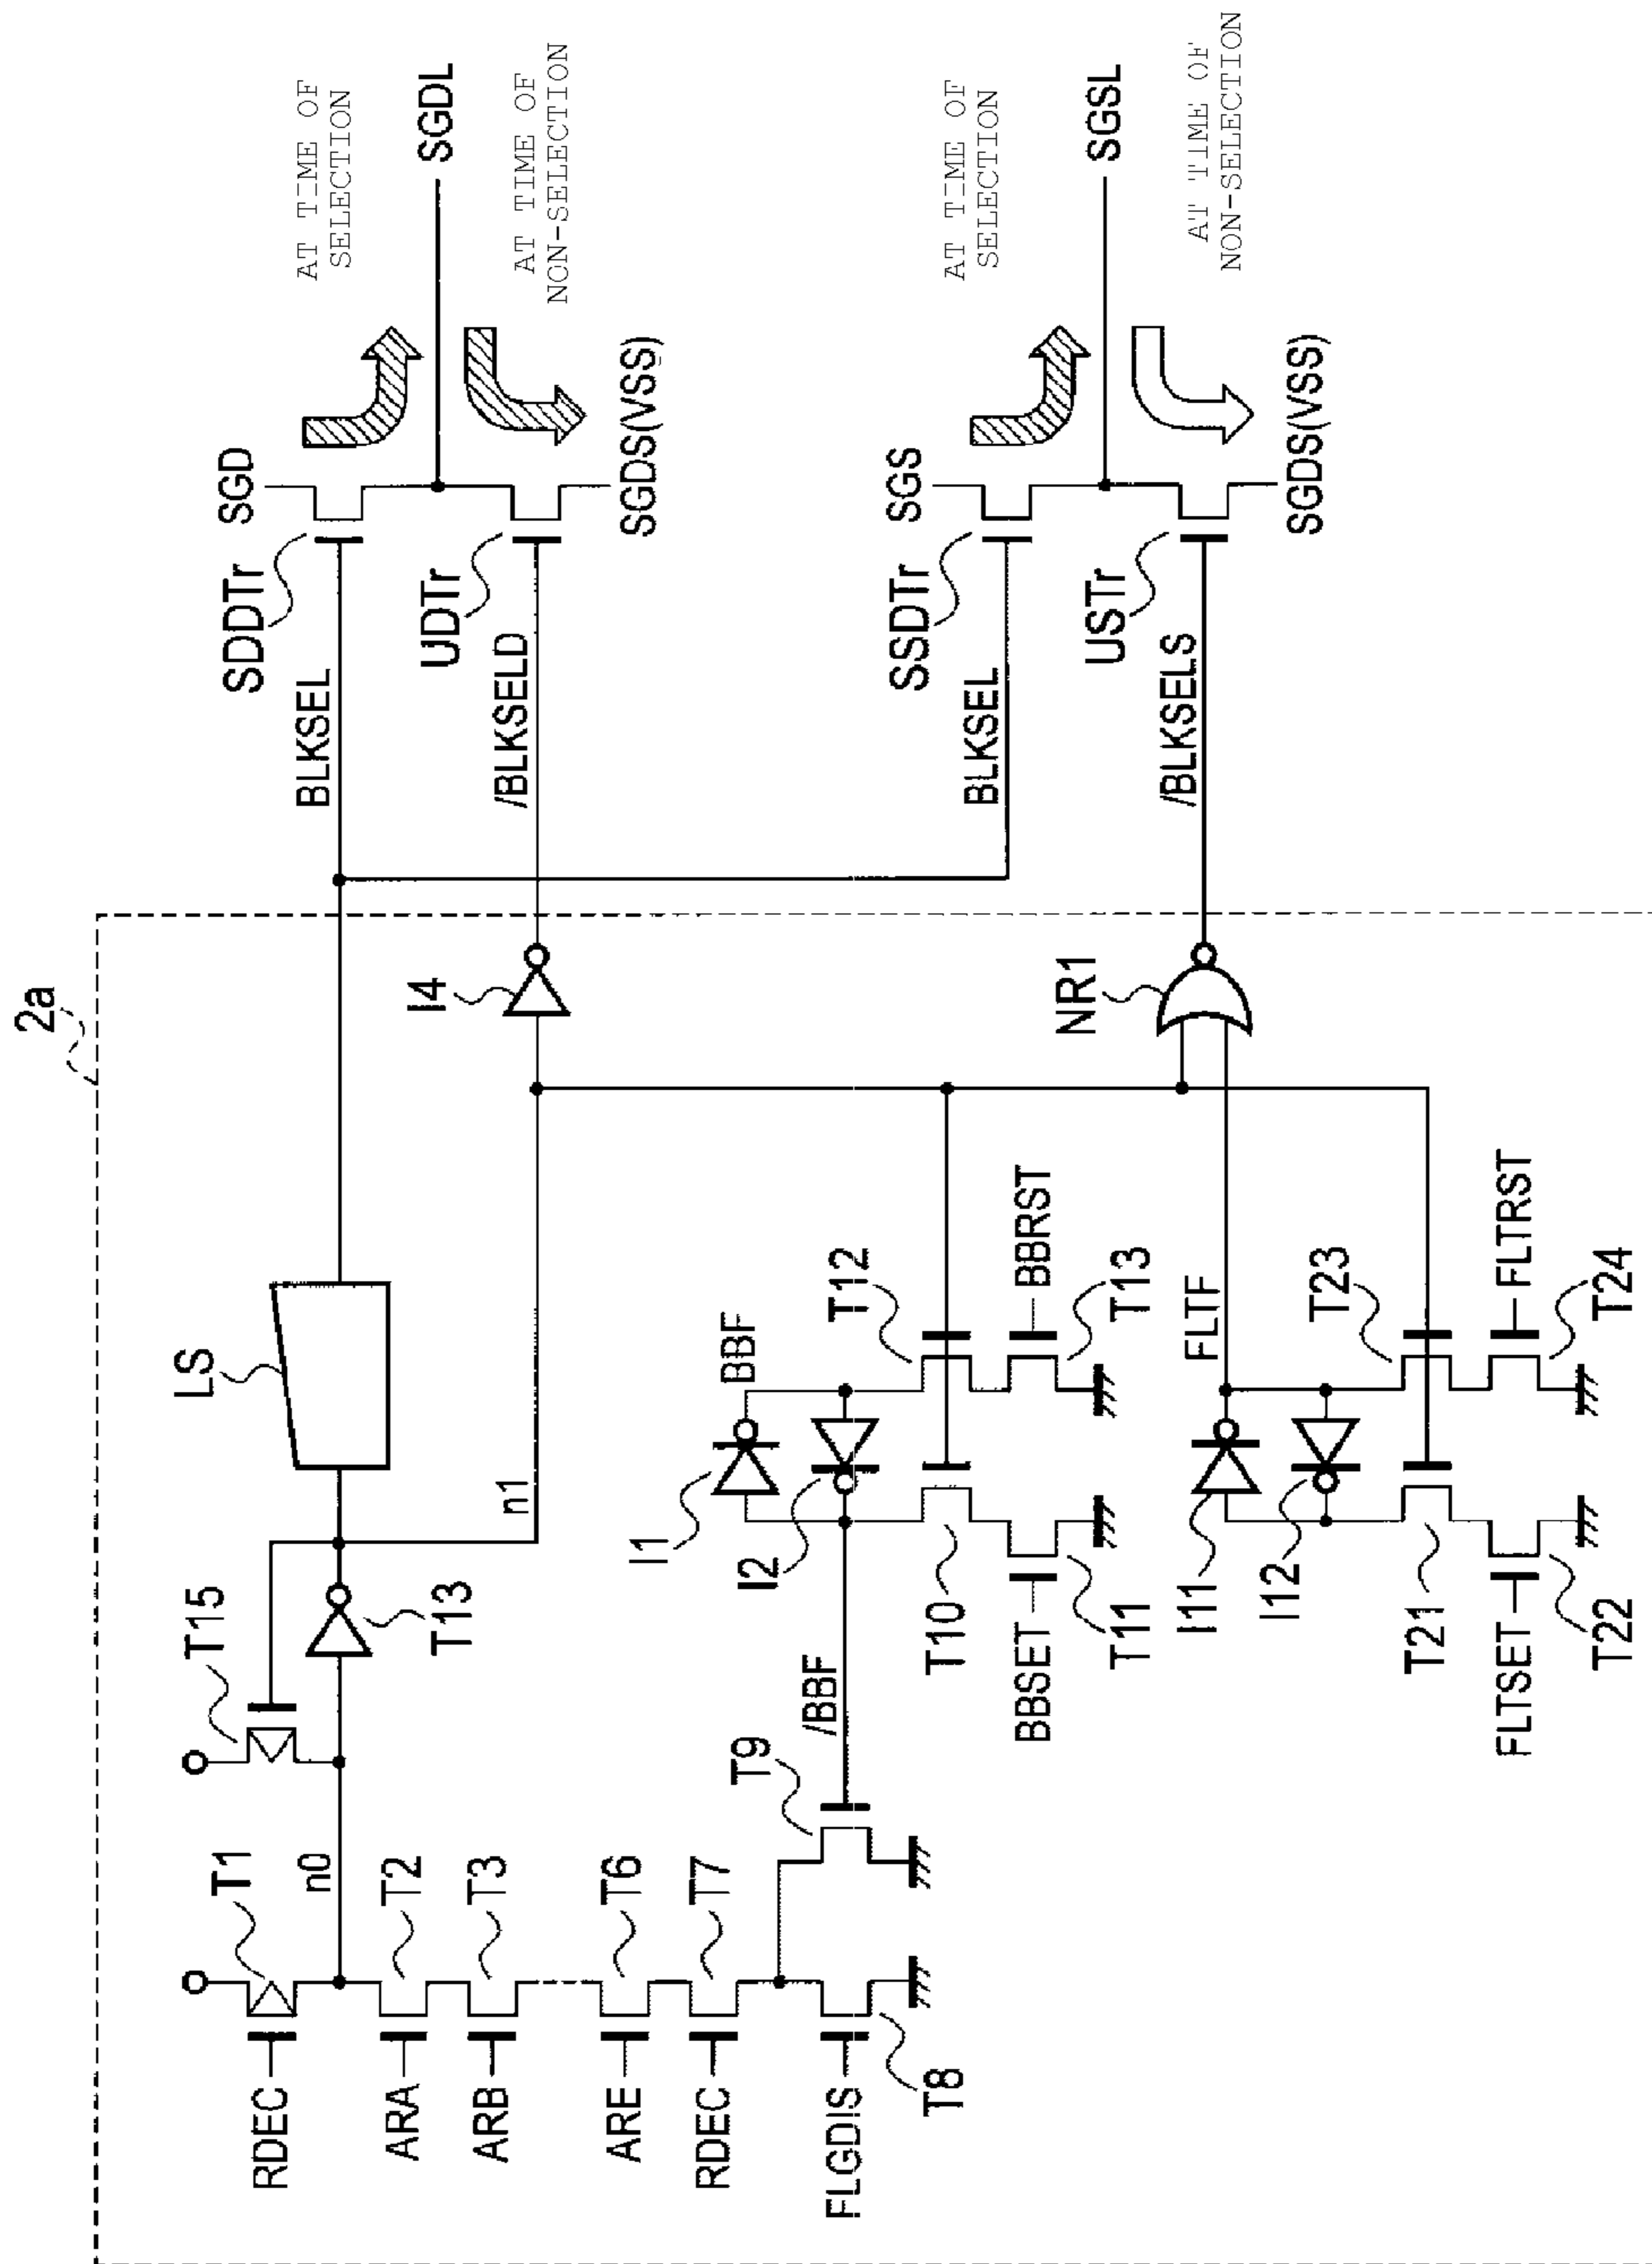 2a
RDEC
T1
n0
T15
T13
LS
BLKSEL
SDDTr
SGD
AT TIME OF
SELECTION
SGDL
ARA
T2
ARB
T3
n1
I4
/BLKSELD
UDTr
SGDS(VSS)
AT TIME OF
NON-SELECTION
ARE
T6
RDEC
T7
T9
/BBF
I1
BBF
I2
T12
FLGDIS
T8
T10
BBSET
T11
BBRST
T13
BLKSEL
SSDTr
SGS
AT TIME OF
SELECTION
SGSL
NR1
/BLKSELS
USTr
SGDS(VSS)
AT TIME OF
NON-SELECTION
I11
FLTF
I12
T23
T21
FLTSET
T22
FLTRST
T24